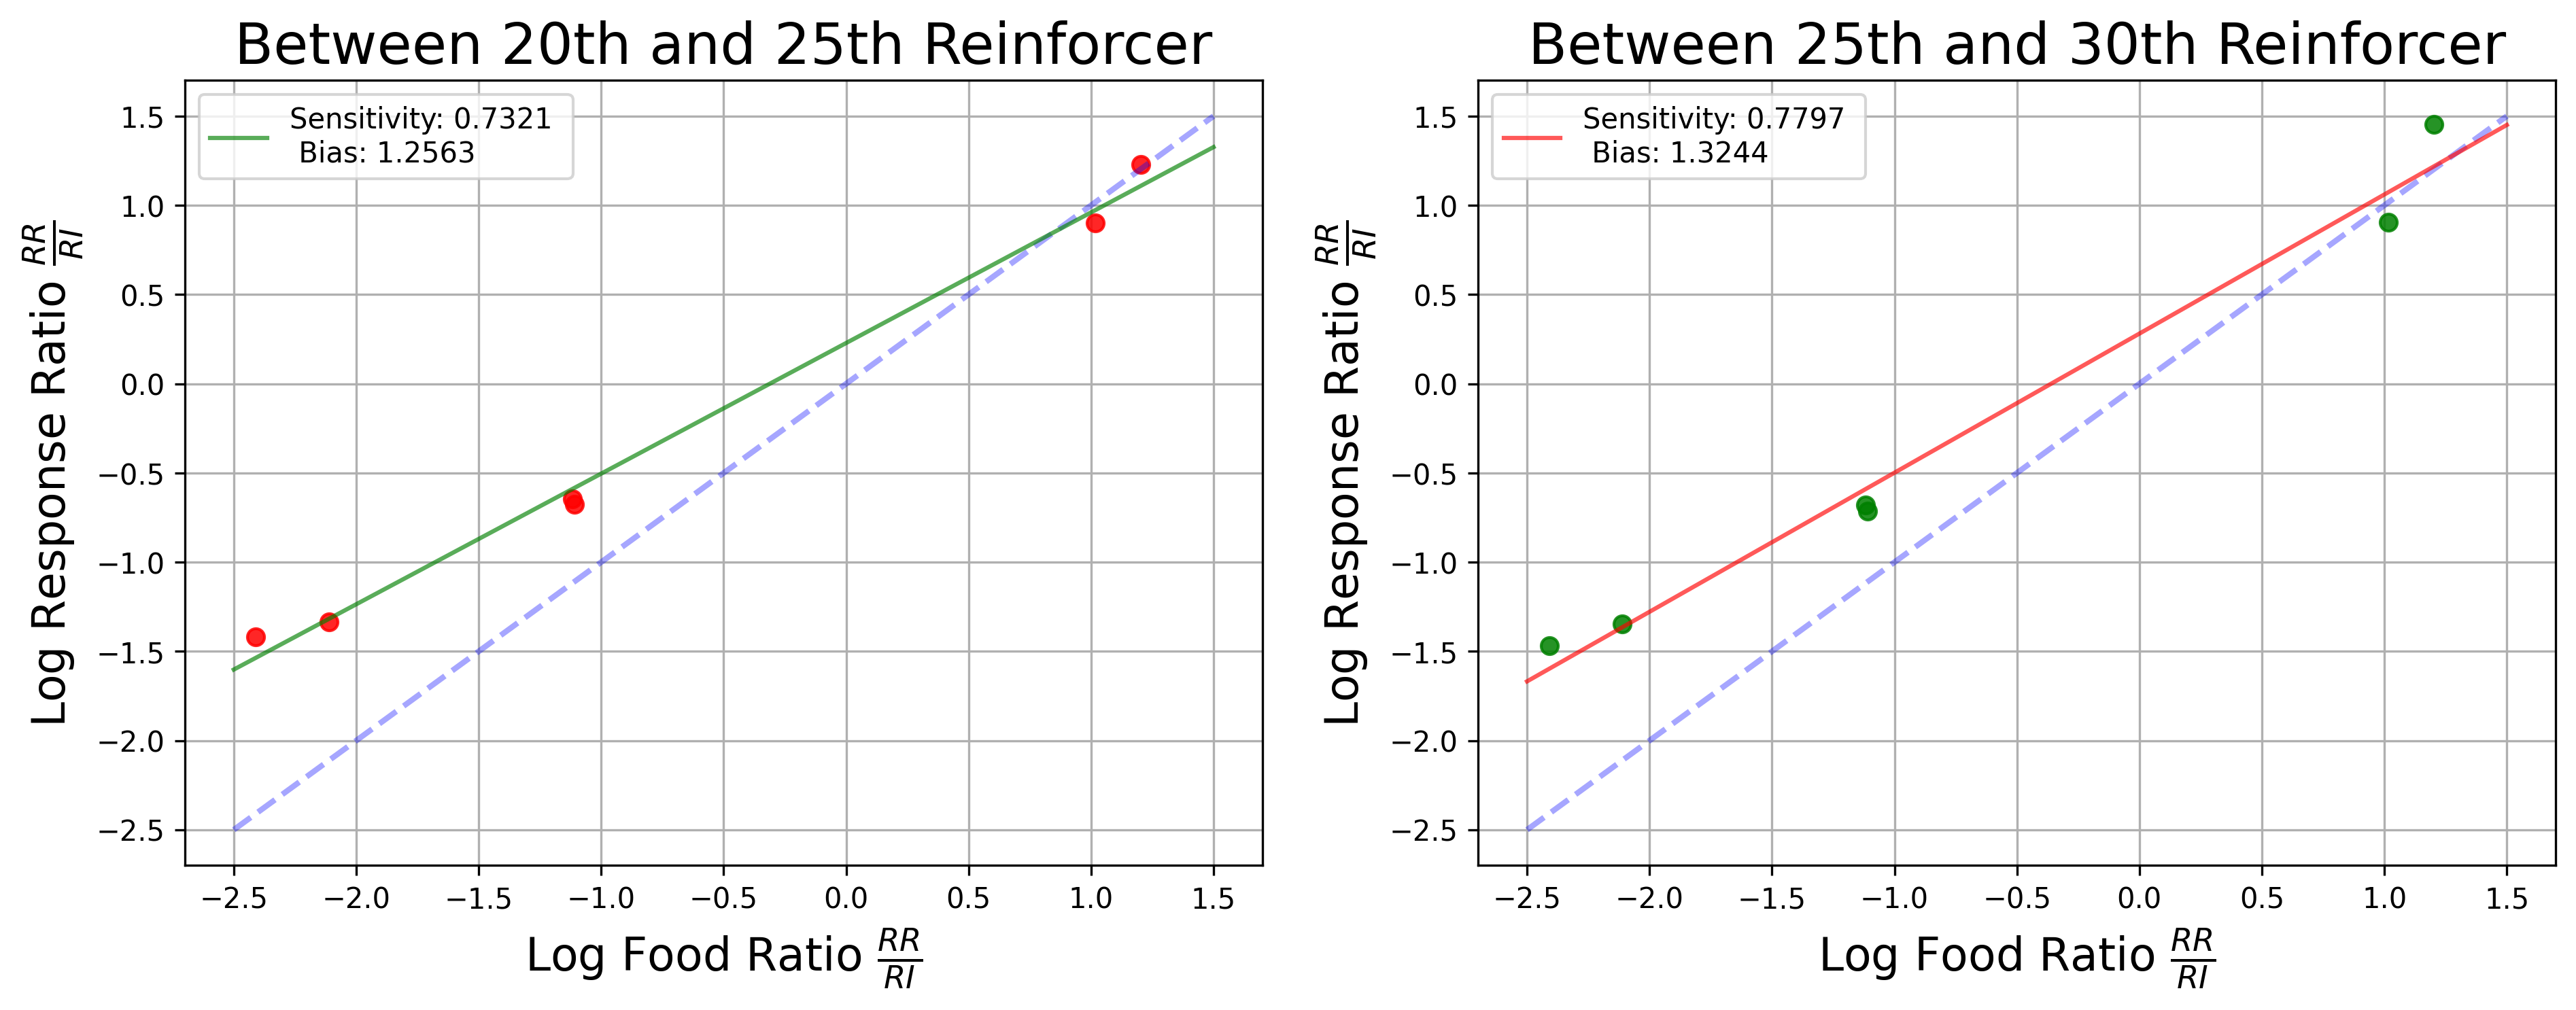 Between 20th and 25th Reinforcer
Sensitivity: 0.7321
Bias: 1.2563
1.5
1.0
0.5
0.0
−0.5
−1.0
−1.5
−2.0
−2.5
Log Response Ratio RR/RI
−2.5 −2.0 −1.5 −1.0 −0.5 0.0 0.5 1.0 1.5
Log Food Ratio RR/RI
Between 25th and 30th Reinforcer
Sensitivity: 0.7797
Bias: 1.3244
1.5
1.0
0.5
0.0
−0.5
−1.0
−1.5
−2.0
−2.5
Log Response Ratio RR/RI
−2.5 −2.0 −1.5 −1.0 −0.5 0.0 0.5 1.0 1.5
Log Food Ratio RR/RI